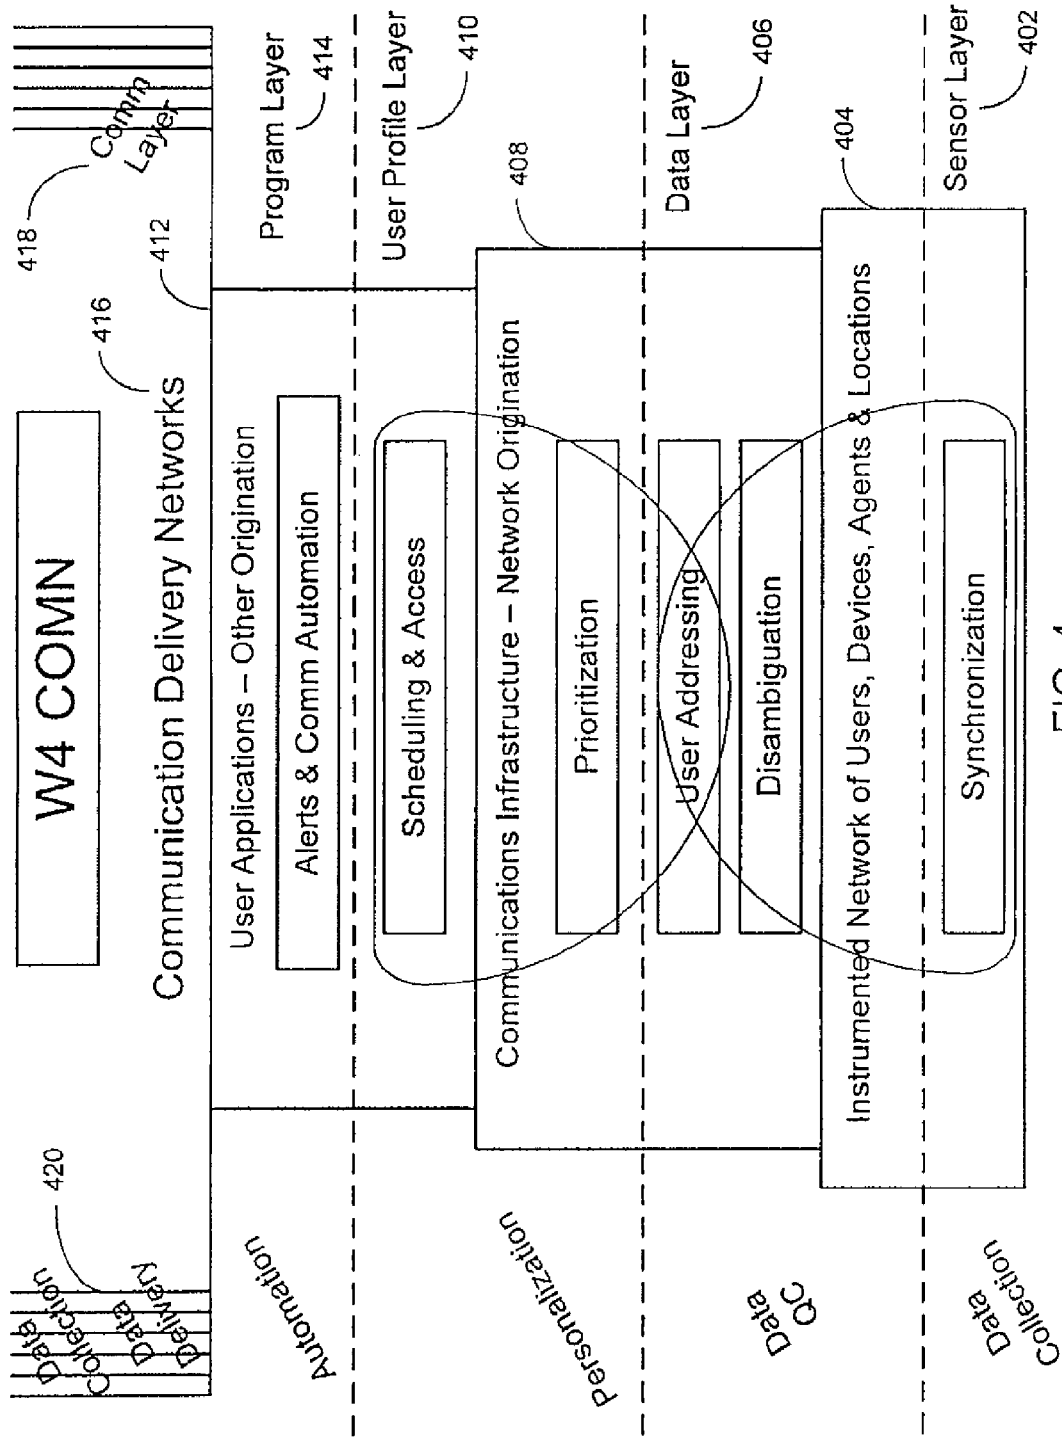 W4 COMN
418
Comm
Layer
416
Communication Delivery Networks
412
420
Data
Collection
Data
Delivery
User Applications – Other Origination
Program Layer
414
Automation
Alerts & Comm Automation
User Profile Layer
410
Scheduling & Access
Communications Infrastructure – Network Origination
408
Personalization
Prioritization
Data Layer
406
User Addressing
Data
QC
Disambiguation
404
Instrumented Network of Users, Devices, Agents & Locations
Sensor Layer
402
Data
Collection
Synchronization